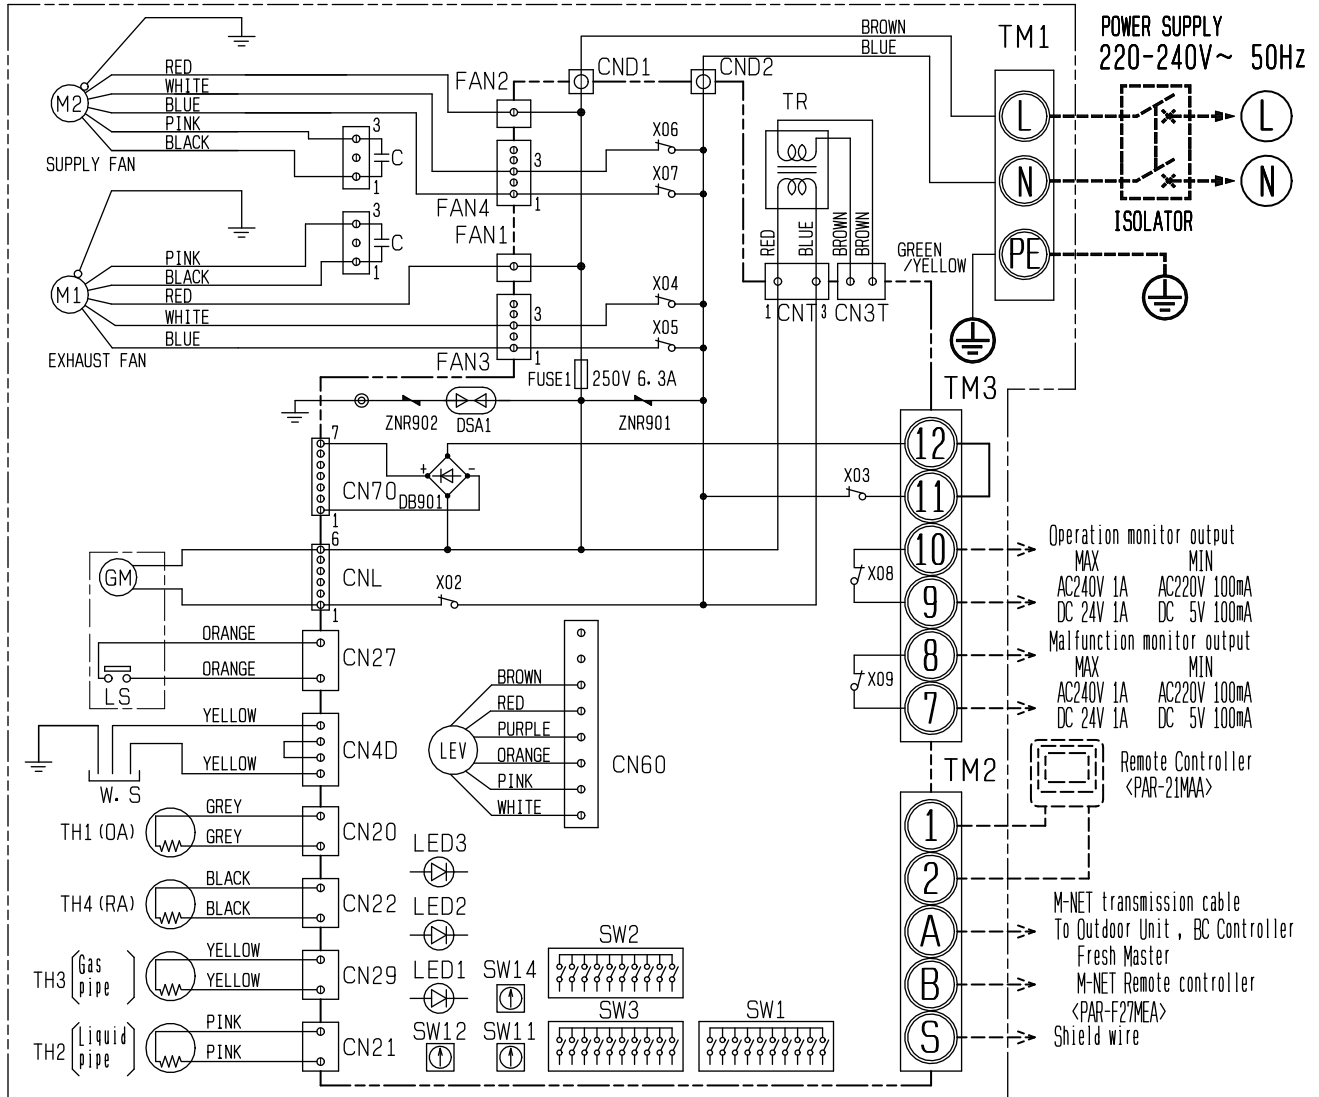 POWER SUPPLY
220-240V~ 50Hz
TM1
BROWN
BLUE
L
N
PE
L
N
ISOLATOR
GREEN
/YELLOW
CND1
CND2
TR
RED
BLUE
BROWN
BROWN
1 CNT 3 CN3T
M2
SUPPLY FAN
RED
WHITE
BLUE
PINK
BLACK
3
C
1
FAN2
3
1
FAN4
X06
X07
M1
EXHAUST FAN
PINK
BLACK
RED
WHITE
BLUE
3
C
1
FAN1
3
1
FAN3
X04
X05
FUSE1 250V 6.3A
ZNR902
DSA1
ZNR901
7
CN70
1
+
-
DB901
6
CNL
1
X02
X03
GM
LS
ORANGE
ORANGE
CN27
YELLOW
YELLOW
W.S
CN4D
TH1(OA)
GREY
GREY
CN20
TH4(RA)
BLACK
BLACK
CN22
TH3
Gas
pipe
YELLOW
YELLOW
CN29
TH2
Liquid
pipe
PINK
PINK
CN21
LEV
BROWN
RED
PURPLE
ORANGE
PINK
WHITE
CN60
LED3
LED2
LED1
SW14
SW12
SW11
SW2
SW3
SW1
TM3
12
11
10
9
8
7
X08
X09
Operation monitor output
MAX MIN
AC240V 1A AC220V 100mA
DC 24V 1A DC 5V 100mA
Malfunction monitor output
MAX MIN
AC240V 1A AC220V 100mA
DC 24V 1A DC 5V 100mA
TM2
1
2
A
B
S
Remote Controller
<PAR-21MAA>
M-NET transmission cable
To Outdoor Unit , BC Controller
Fresh Master
M-NET Remote controller
<PAR-F27MEA>
Shield wire